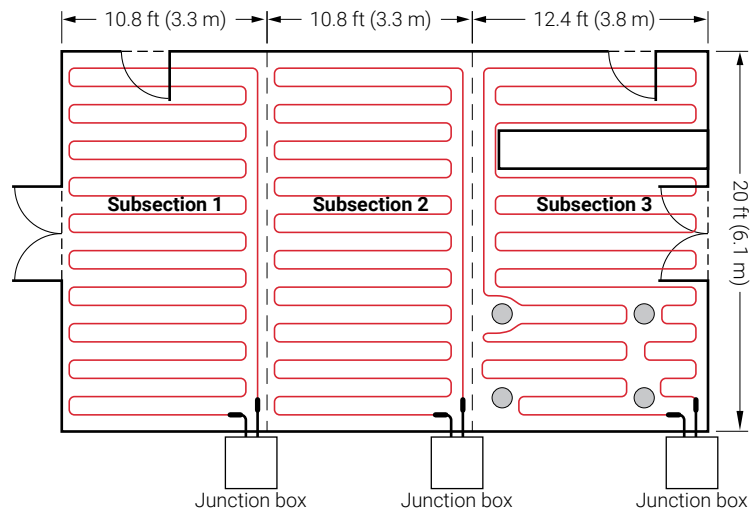 10.8 ft (3.3 m)
10.8 ft (3.3 m)
12.4 ft (3.8 m)
Subsection 1
Subsection 2
Subsection 3
20 ft (6.1 m)
Junction box
Junction box
Junction box